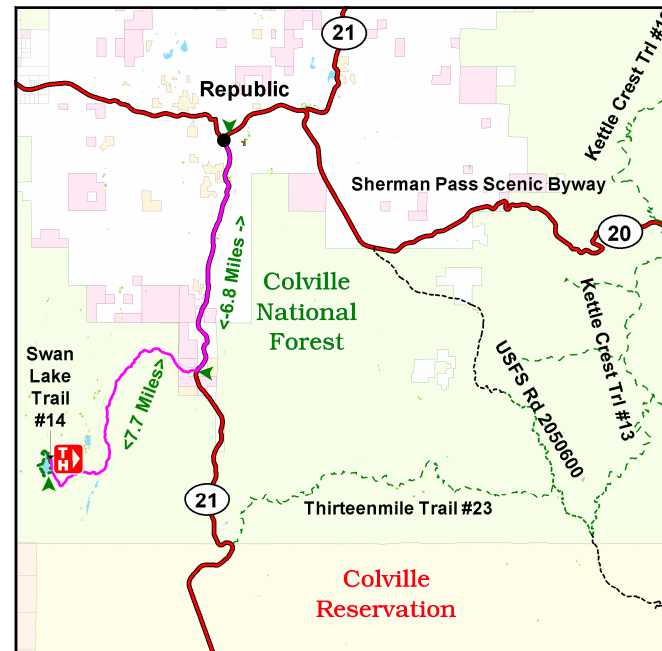 21
Republic
Kettle Crest Trl #1
Sherman Pass Scenic Byway
20
<-6.8 Miles ->
Colville
National
Forest
Kettle Crest Trl #13
Swan
Lake
Trail
#14
<7.7 Miles>
USFS Rd 2050600
T
H
21
Thirteenmile Trail #23
Colville
Reservation